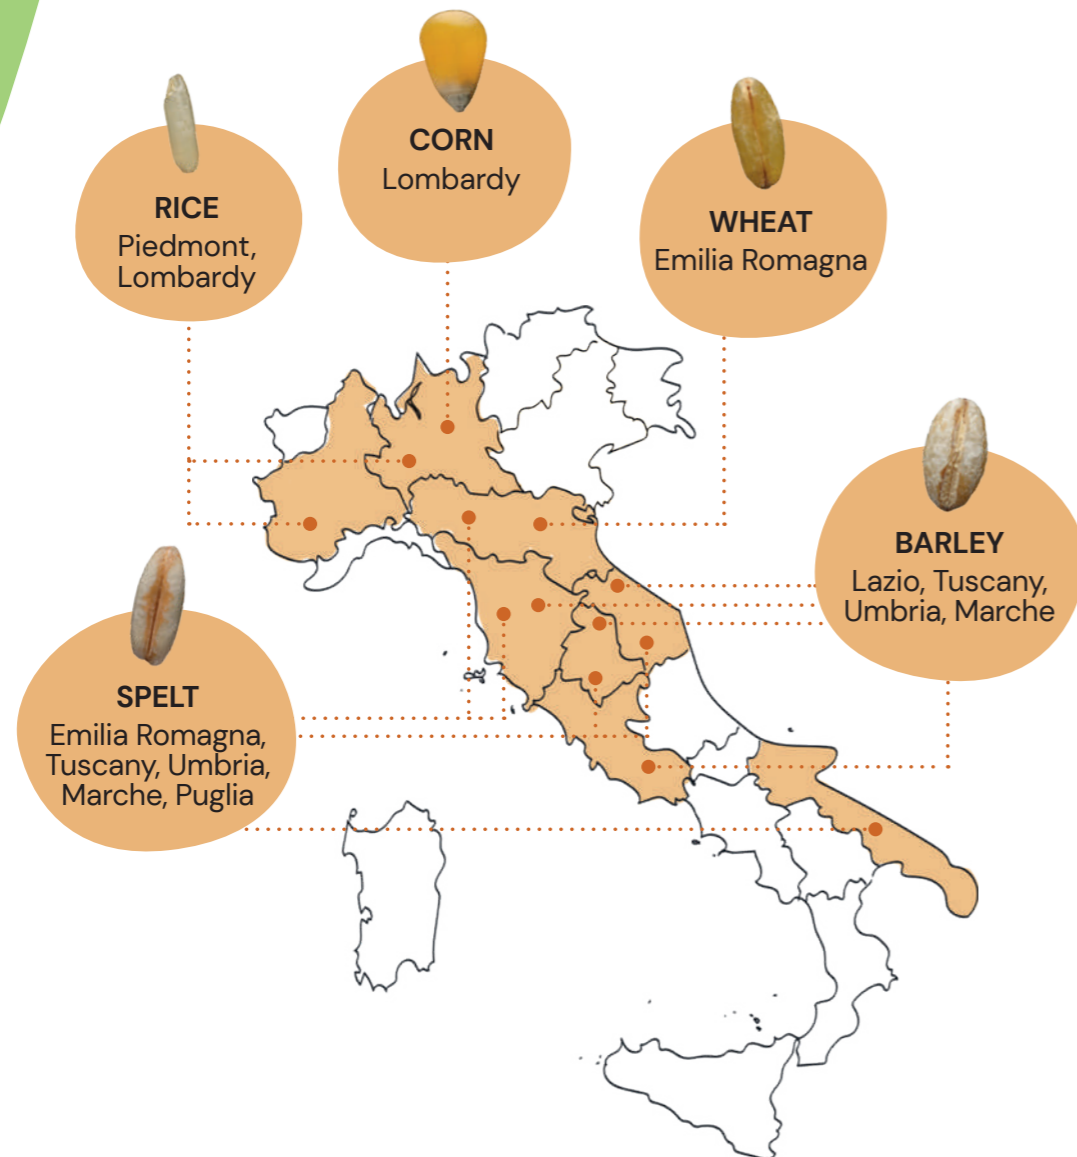 CORN
Lombardy
RICE
Piedmont,
Lombardy
WHEAT
Emilia Romagna
BARLEY
Lazio, Tuscany,
Umbria, Marche
SPELT
Emilia Romagna,
Tuscany, Umbria,
Marche, Puglia